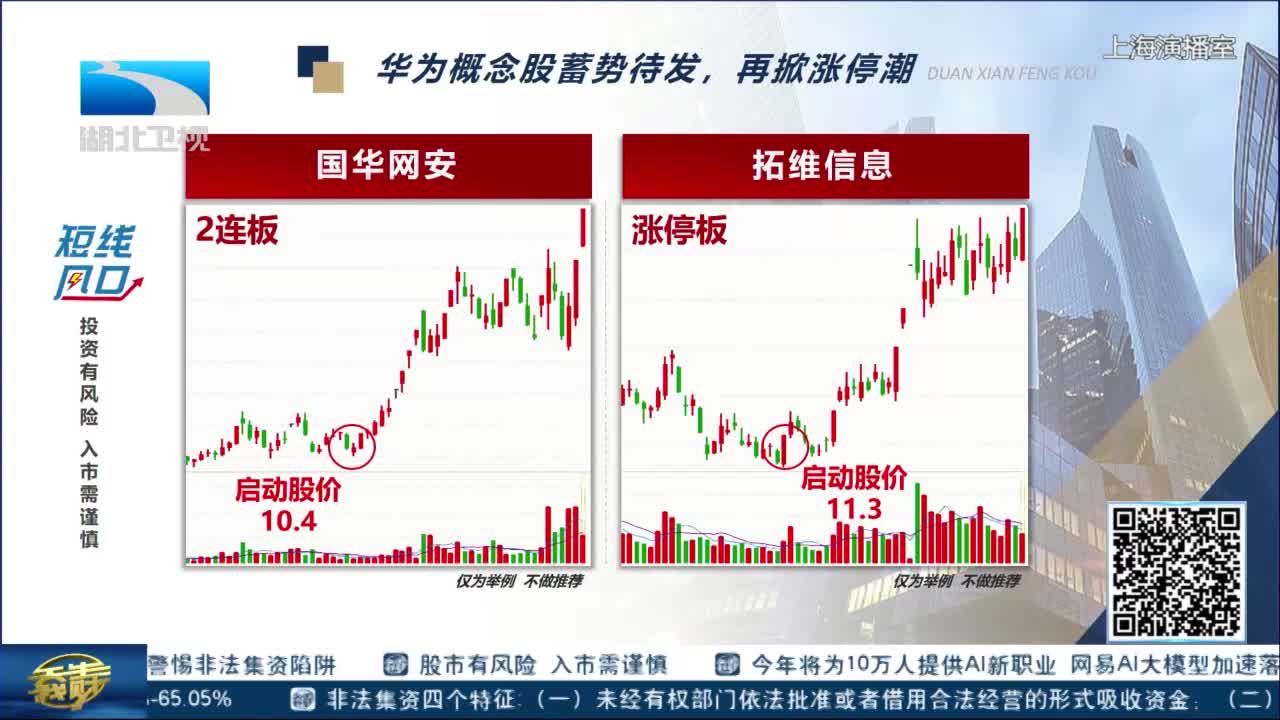 华为概念股蓄势待发，再掀涨停潮
DUAN XIAN FENG KOU
上海演播室
湖北卫视
国华网安
拓维信息
2连板
涨停板
短线
风口
投资有风险 入市需谨慎
启动股价
10.4
启动股价
11.3
仅为举例 不做推荐
仅为举例 不做推荐
警惕非法集资陷阱 股市有风险 入市需谨慎 今年将为10万人提供AI新职业 网易AI大模型加速落
-65.05% 非法集资四个特征：（一）未经有权部门依法批准或者借用合法经营的形式吸收资金；（二）